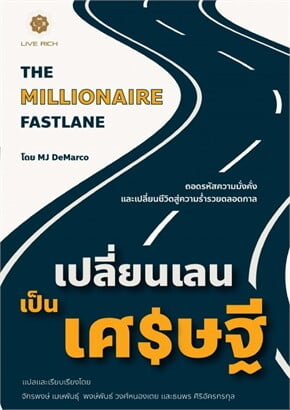 LIVE RICH
THE
MILLIONAIRE
FASTLANE
โดย MJ DeMarco
ถอดรหัสความมั่งคั่ง
และเปลี่ยนชีวิตสู่ความร่ำรวยตลอดกาล
เปลี่ยนเลน
เป็น เศ$ษฐี
แปลและเรียบเรียงโดย
จักรพงษ์ เมษพันธุ์ พงษ์พันธ์ วงศ์หนองเตย และธนพร ศิริอัครกรกุล